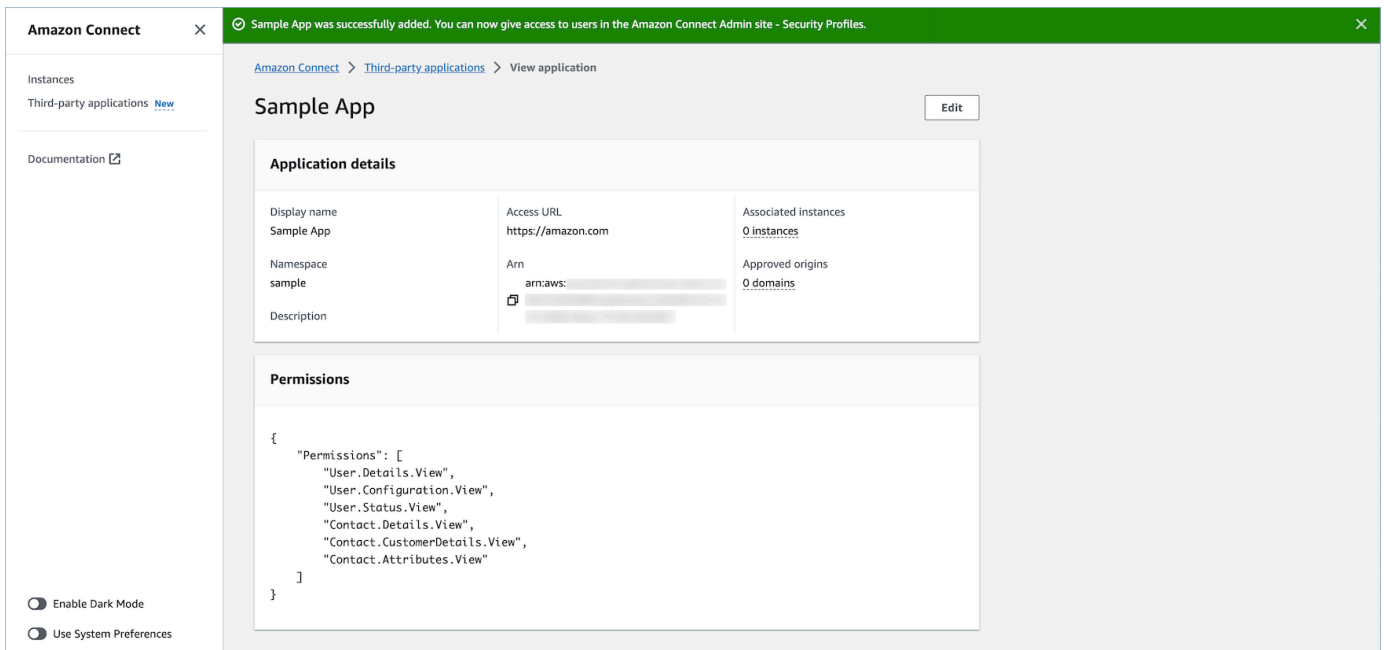 Amazon Connect
Sample App was successfully added. You can now give access to users in the Amazon Connect Admin site - Security Profiles.
Instances
Third-party applications New
Documentation
Enable Dark Mode
Use System Preferences
Amazon Connect > Third-party applications > View application
Sample App
Edit
Application details
Display name
Sample App
Namespace
sample
Description
Access URL
https://amazon.com
Arn
arn:aws:
Associated instances
0 instances
Approved origins
0 domains
Permissions
{
"Permissions": [
"User.Details.View",
"User.Configuration.View",
"User.Status.View",
"Contact.Details.View",
"Contact.CustomerDetails.View",
"Contact.Attributes.View"
]
}